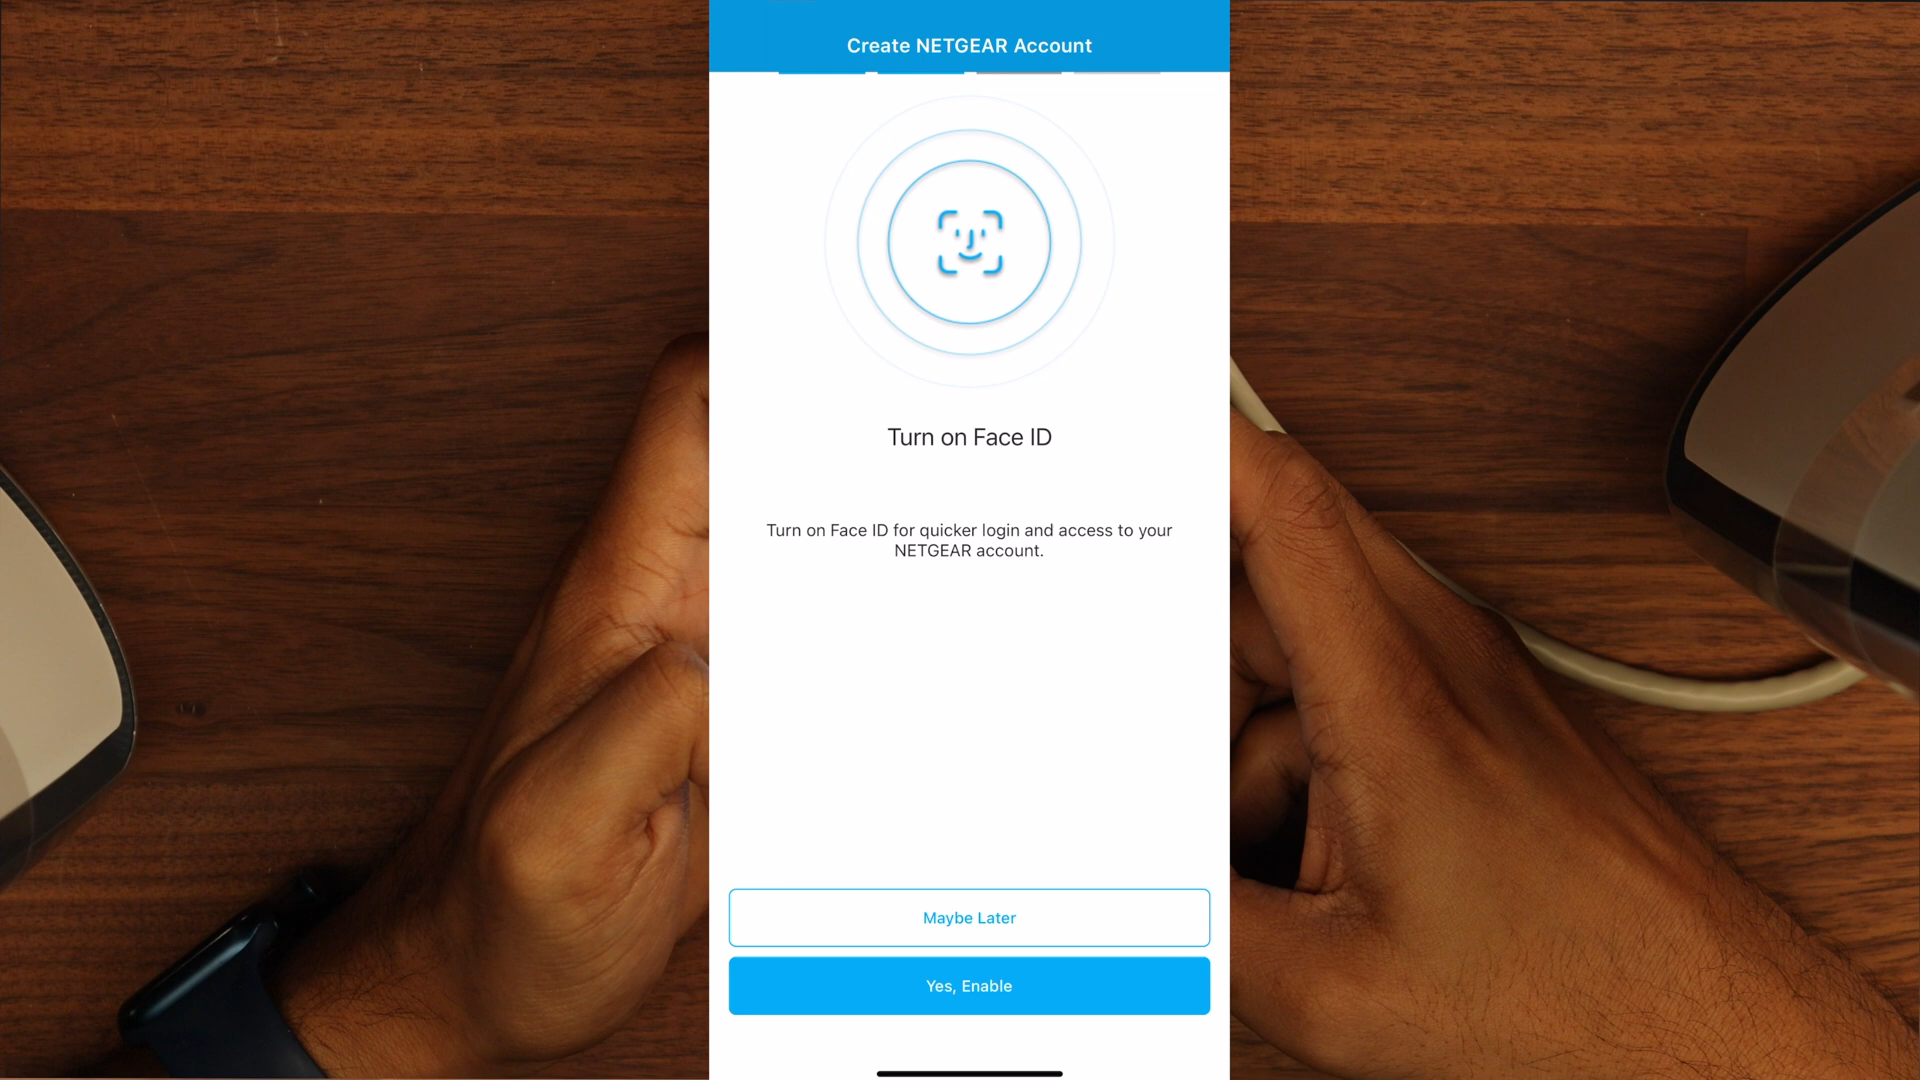 Create NETGEAR Account
Turn on Face ID
Turn on Face ID for quicker login and access to your
NETGEAR account.
Maybe Later
Yes, Enable